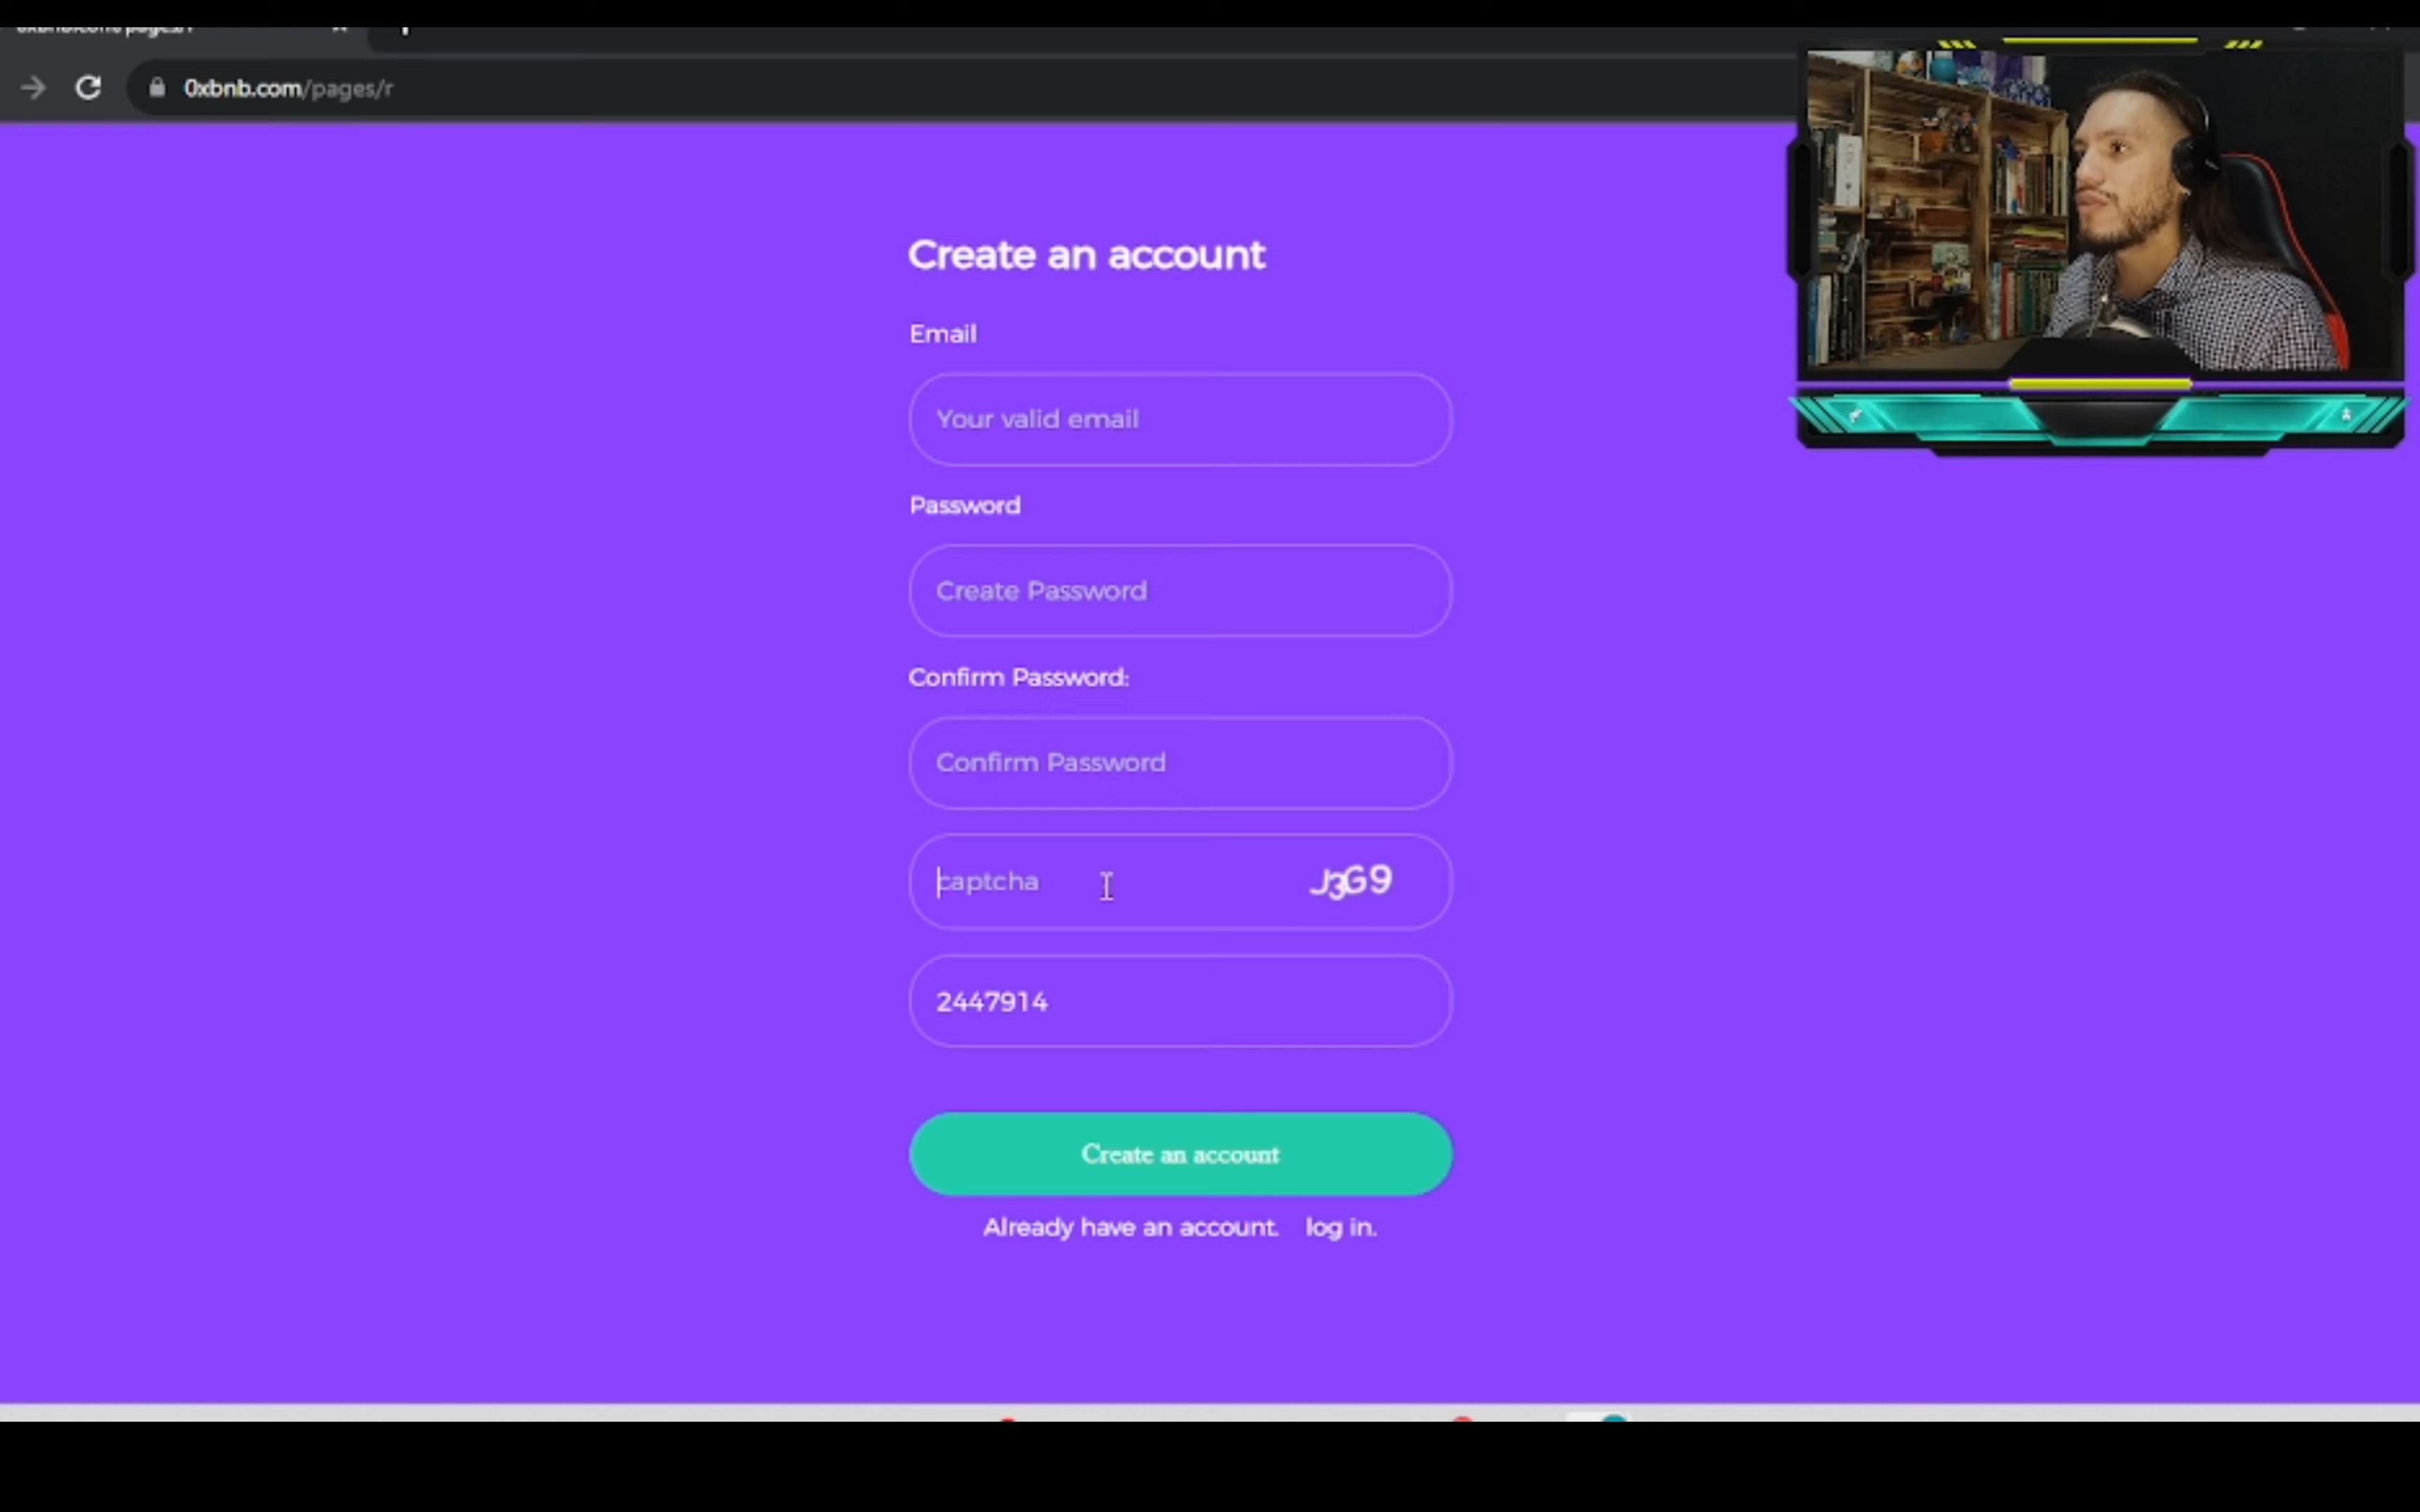 0xbnb.com/pages/r
Create an account
Email
Your valid email
Password
Create Password
Confirm Password:
Confirm Password
captcha J3G9
2447914
Create an account
Already have an account. log in.